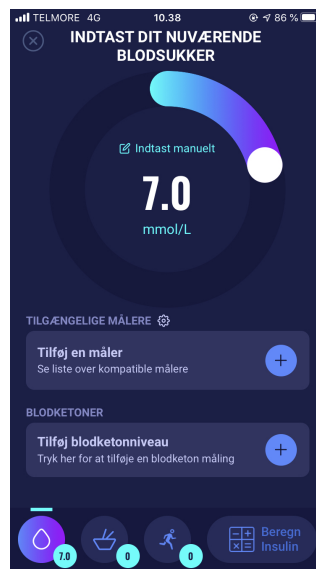 TELMORE 4G 10.38 86 %
INDTAST DIT NUVÆRENDE
BLODSUKKER
Indtast manuelt
7.0
mmol/L
TILGÆNGELIGE MÅLERE
Tilføj en måler
Se liste over kompatible målere
BLODKETONER
Tilføj blodketonniveau
Tryk her for at tilføje en blodketon måling
7.0 0 0
Beregn
Insulin